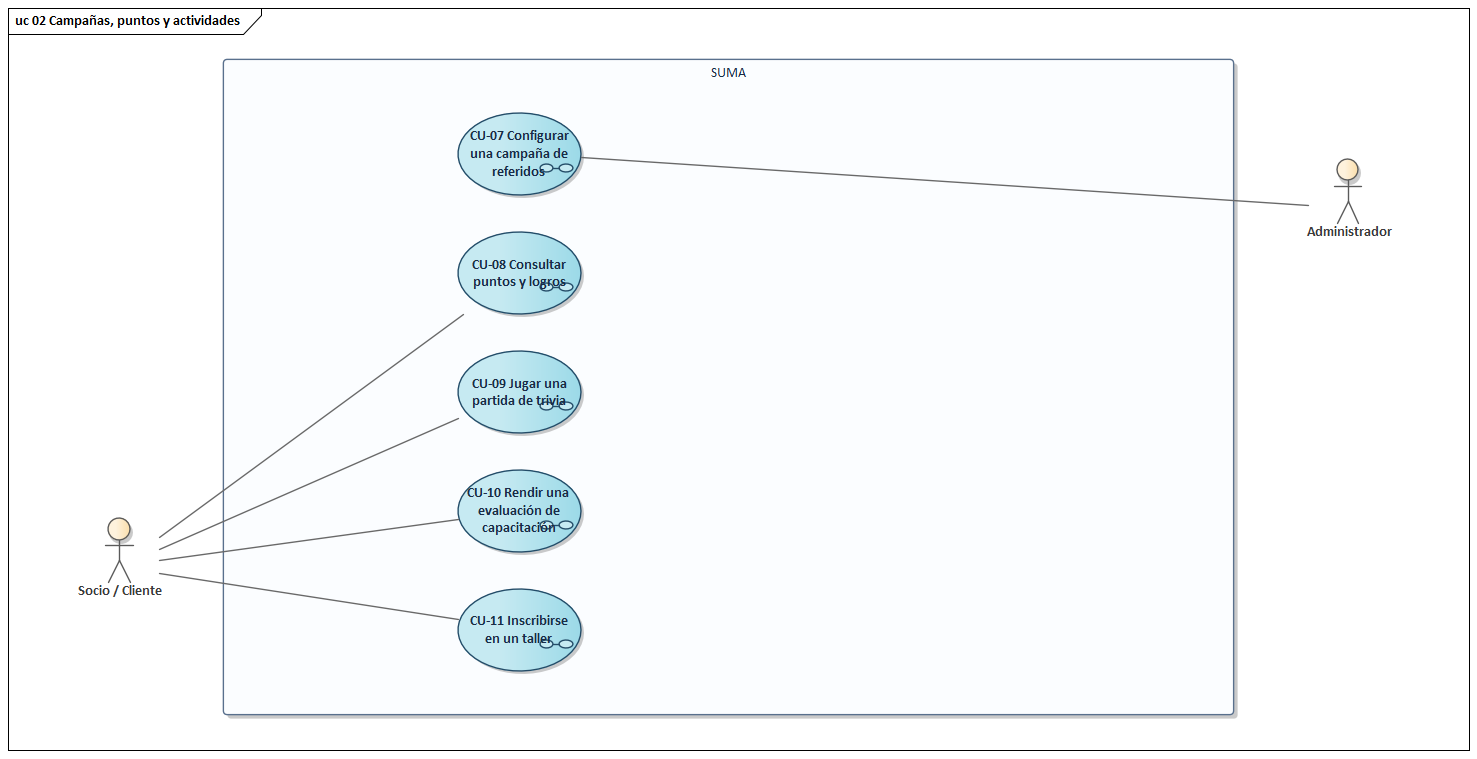 uc 02 Campañas, puntos y actividades
SUMA
CU-07 Configurar
una campaña de
referidos
Administrador
CU-08 Consultar
puntos y logros
CU-09 Jugar una
partida de trivia
CU-10 Rendir una
evaluación de
capacitación
Socio / Cliente
CU-11 Inscribirse
en un taller